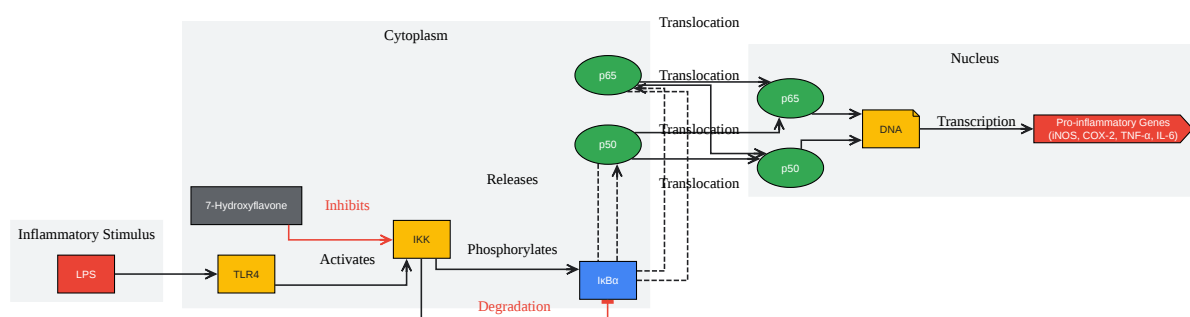 Translocation
Cytoplasm
Nucleus
p65
Translocation
p65
Pro-inflammatory Genes
(iNOS, COX-2, TNF-α, IL-6)
Transcription
DNA
Translocation
p50
p50
Releases
Translocation
7-Hydroxyflavone
Inhibits
Inflammatory Stimulus
IKK
Phosphorylates
Activates
LPS
TLR4
IκBα
Degradation